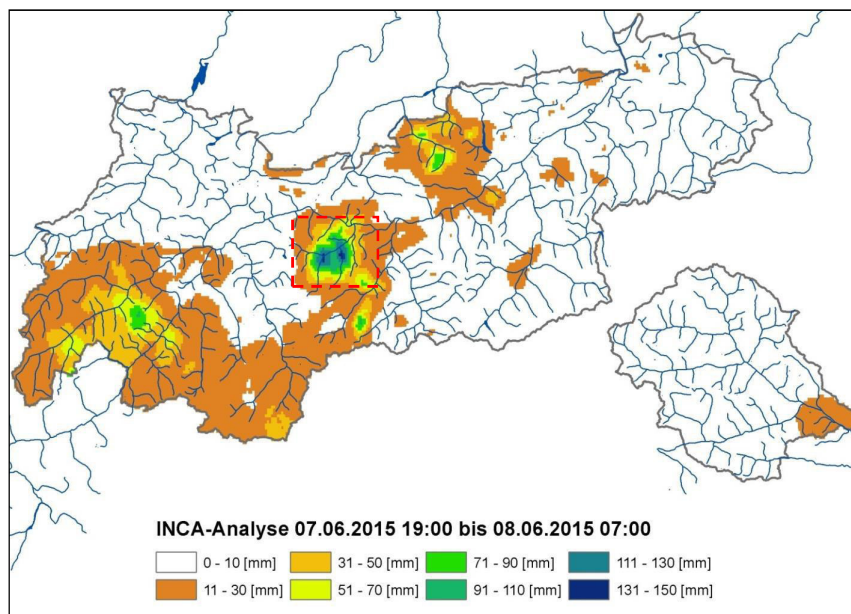 INCA-Analyse 07.06.2015 19:00 bis 08.06.2015 07:00
0 - 10 [mm] 31 - 50 [mm] 71 - 90 [mm] 111 - 130 [mm]
11 - 30 [mm] 51 - 70 [mm] 91 - 110 [mm] 131 - 150 [mm]